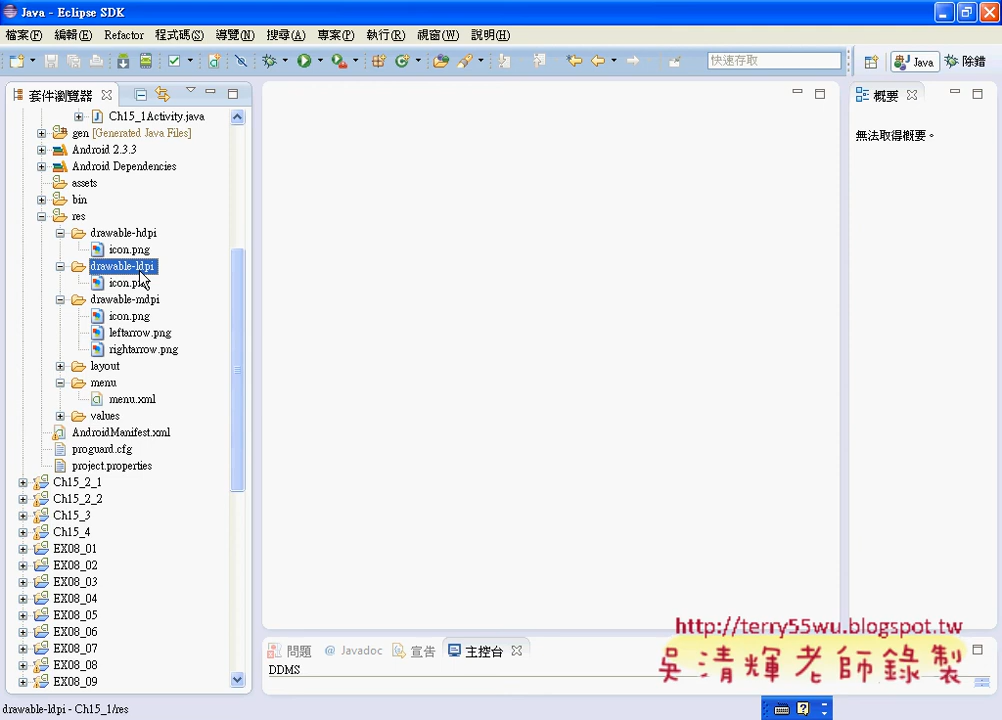 Java - Eclipse SDK
檔案(F) 編輯(E) Refactor 程式碼(S) 導覽(N) 搜尋(A) 專案(P) 執行(R) 視窗(W) 說明(H)
快速存取
Java
除錯
套件瀏覽器
概要
無法取得概要。
Ch15_1Activity.java
gen [Generated Java Files]
Android 2.3.3
Android Dependencies
assets
bin
res
drawable-hdpi
icon.png
drawable-ldpi
icon.png
drawable-mdpi
icon.png
leftarrow.png
rightarrow.png
layout
menu
menu.xml
values
AndroidManifest.xml
proguard.cfg
project.properties
Ch15_2_1
Ch15_2_2
Ch15_3
Ch15_4
EX08_01
EX08_02
EX08_03
EX08_04
EX08_05
EX08_06
EX08_07
EX08_08
EX08_09
問題 @ Javadoc 宣告 主控台
DDMS
http://terry55wu.blogspot.tw
吳清輝老師錄製
drawable-ldpi - Ch15_1/res